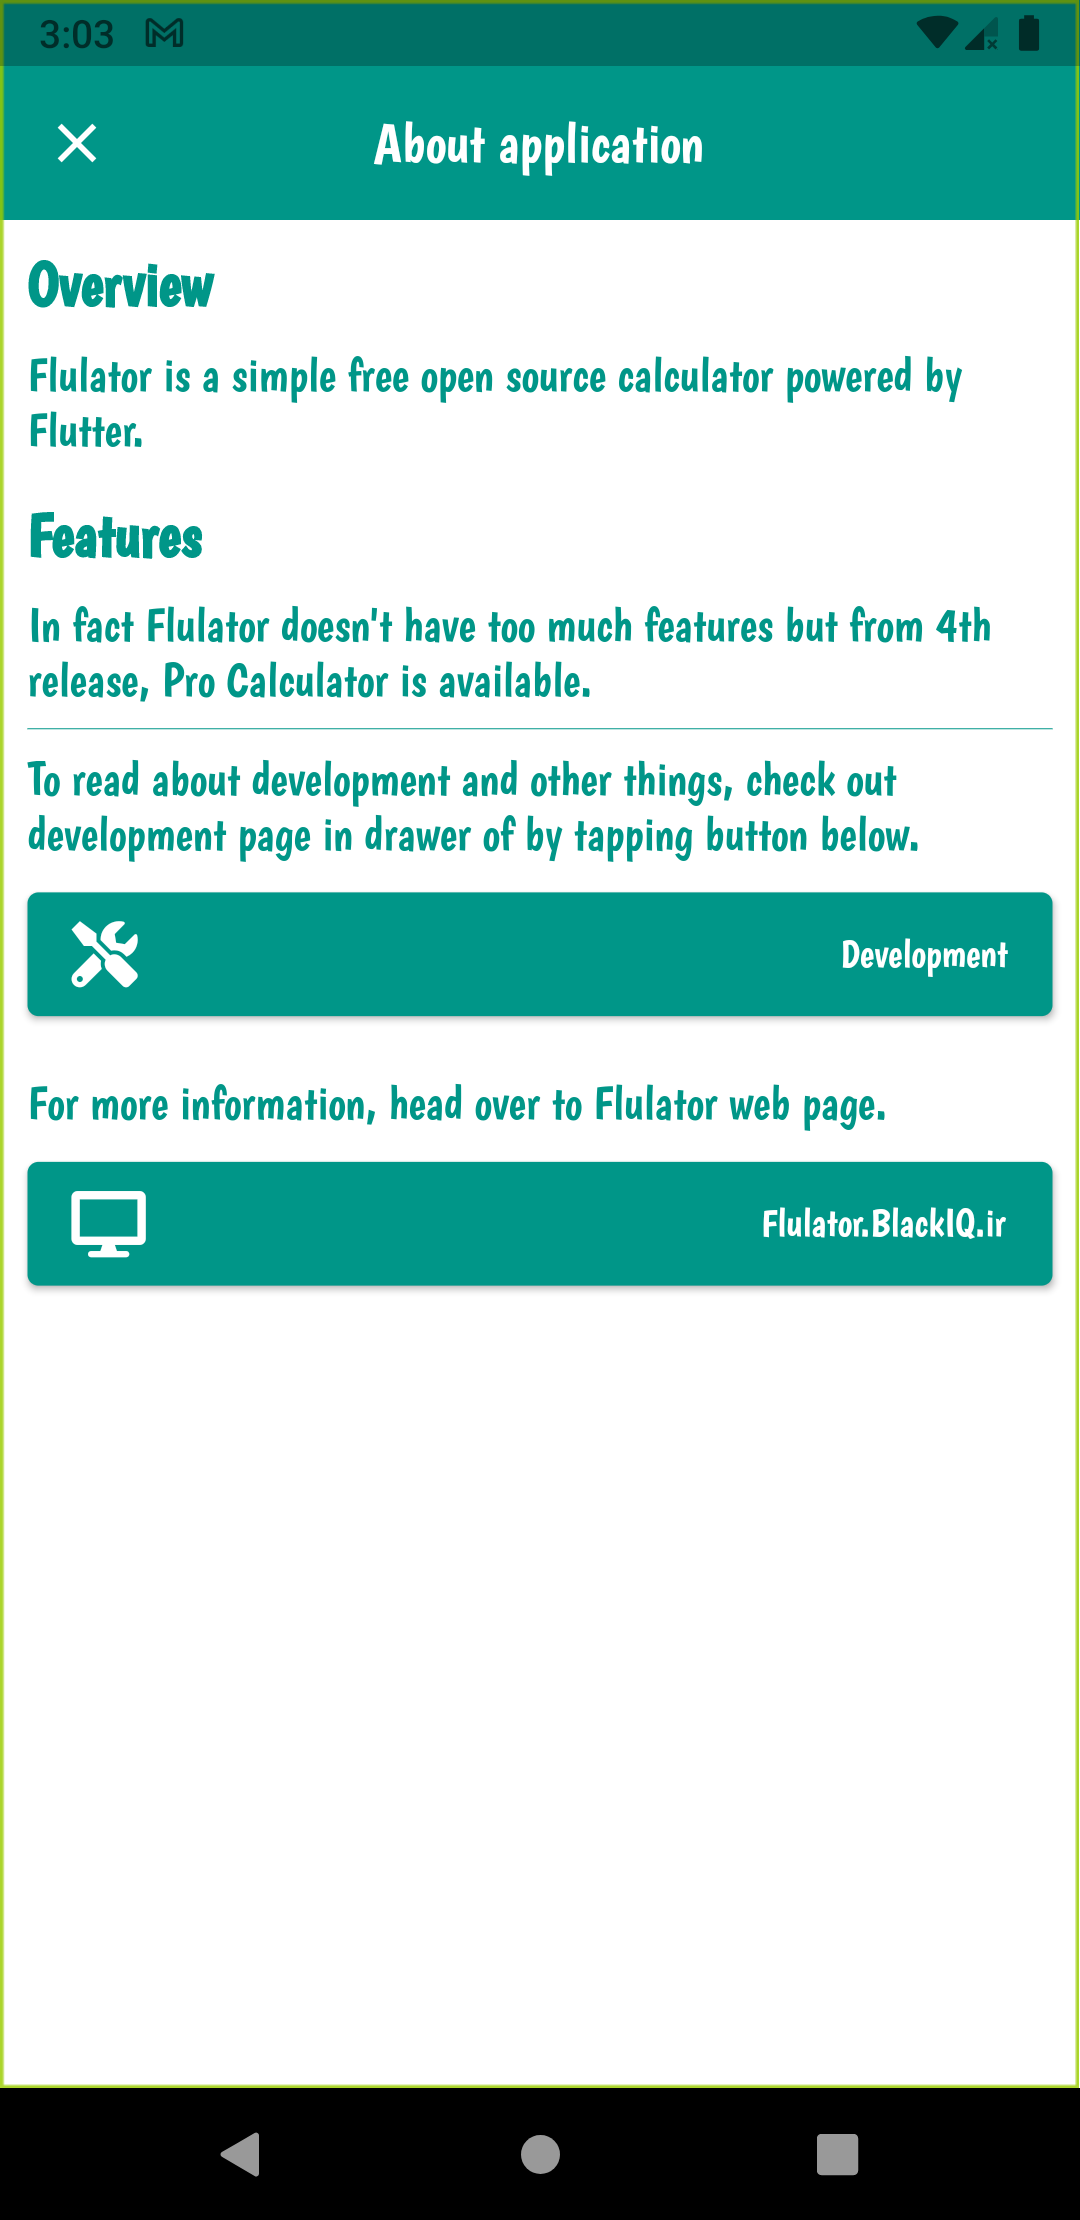 3:03
About application
Overview
Flulator is a simple free open source calculator powered by
Flutter.
Features
In fact Flulator doesn't have too much features but from 4th
release, Pro Calculator is available.
To read about development and other things, check out
development page in drawer of by tapping button below.
Development
For more information, head over to Flulator web page.
Flulator.BlackIQ.ir